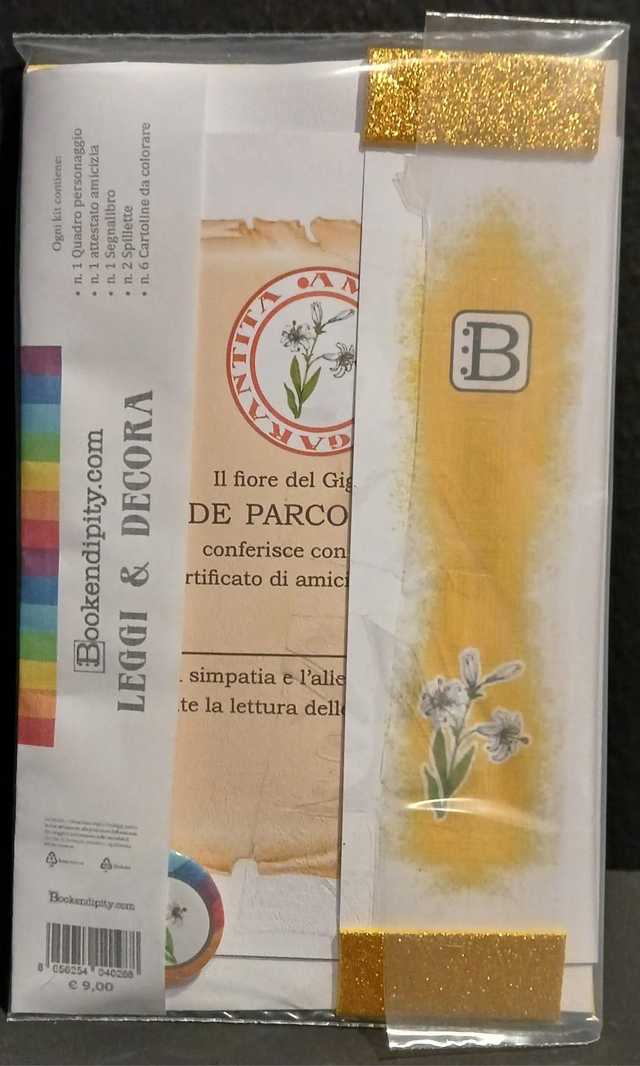 Ogni kit contiene:
• n. 1 Quadro personaggio
• n. 1 attestato amicizia
• n. 1 Segnalibro
• n. 2 Spillette
• n. 6 Cartoline da colorare
Bookendipity.com
LEGGI & DECORA
Bookendipity.com
8 056254 040268
€ 9,00
GARANTITA • AM
Il fiore del Gig
DE PARCO
conferisce con
rtificato di amici
simpatia e l'alle
te la lettura delle
B